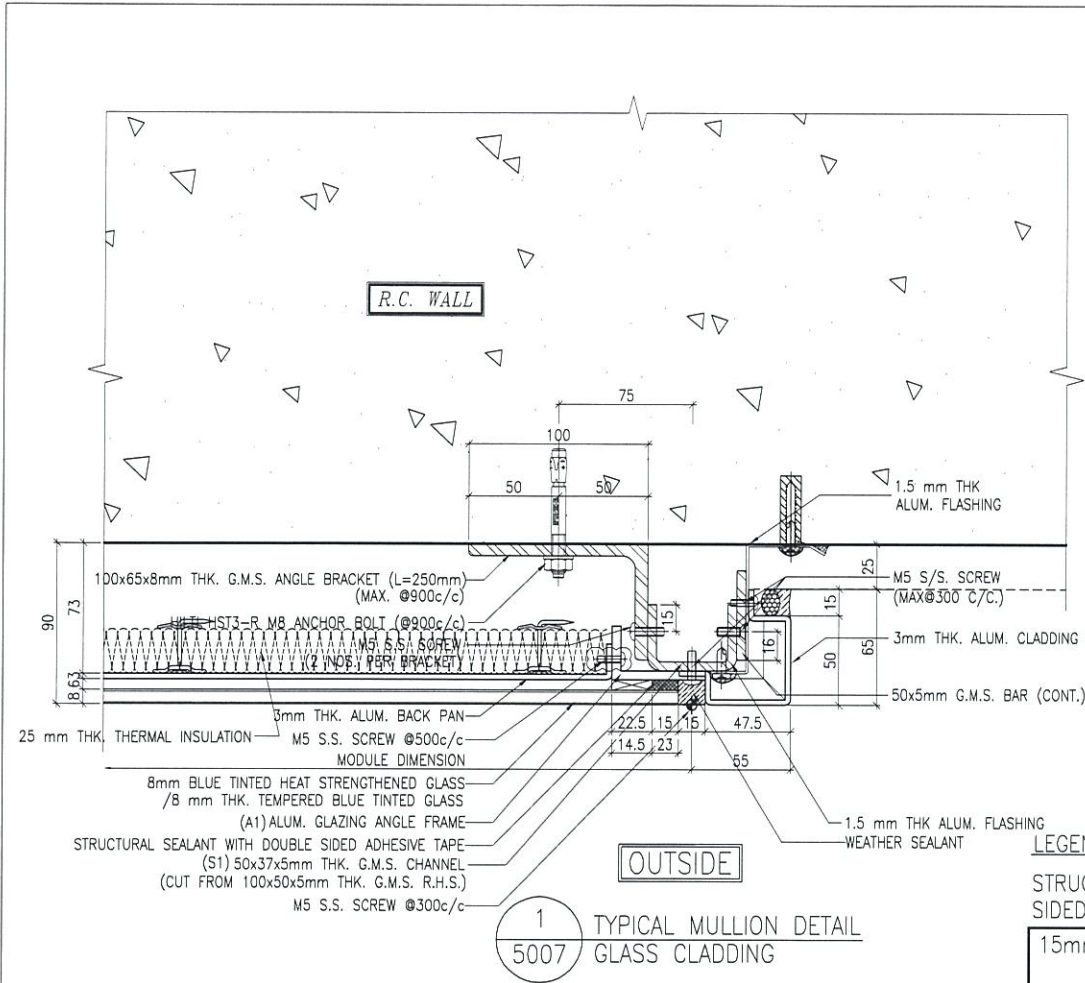 R.C. WALL
75
100
50
50
1.5 mm THK
ALUM. FLASHING
100x65x8mm THK. G.M.S. ANGLE BRACKET (L=250mm)
(MAX. @900c/c)
HST3-R M8 ANCHOR BOLT (@900c/c)
M5 S.S. SCREW
(2 NOS. PER BRACKET)
90
73
63
8
15
16
25
15
50
65
M5 S/S. SCREW
(MAX@300 C/C.)
3mm THK. ALUM. CLADDING
50x5mm G.M.S. BAR (CONT.)
3mm THK. ALUM. BACK PAN
25 mm THK. THERMAL INSULATION
M5 S.S. SCREW @500c/c
22.5
15
15
47.5
14.5
23
55
MODULE DIMENSION
8mm BLUE TINTED HEAT STRENGTHENED GLASS
/8 mm THK. TEMPERED BLUE TINTED GLASS
(A1) ALUM. GLAZING ANGLE FRAME
STRUCTURAL SEALANT WITH DOUBLE SIDED ADHESIVE TAPE
(S1) 50x37x5mm THK. G.M.S. CHANNEL
(CUT FROM 100x50x5mm THK. G.M.S. R.H.S.)
M5 S.S. SCREW @300c/c
1.5 mm THK ALUM. FLASHING
WEATHER SEALANT
OUTSIDE
1
5007
TYPICAL MULLION DETAIL
GLASS CLADDING
LEGEN
STRUC
SIDED
15mm